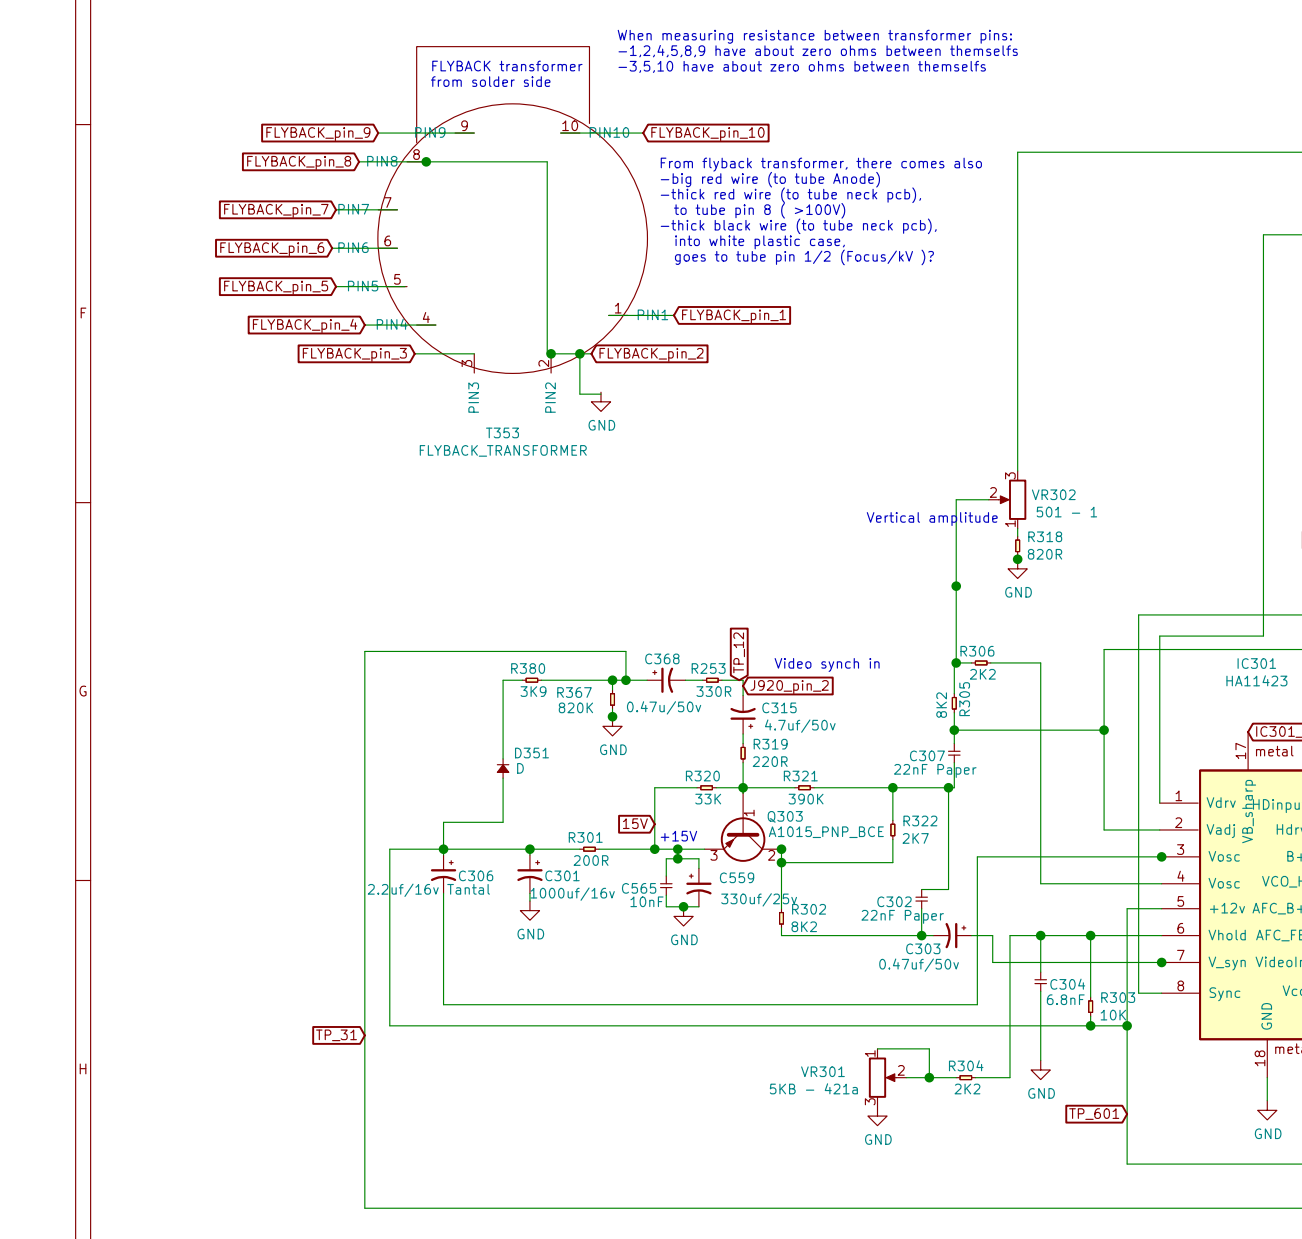 When measuring resistance between transformer pins:
-1,2,4,5,8,9 have about zero ohms between themselfs
-3,5,10 have about zero ohms between themselfs
FLYBACK transformer
from solder side
FLYBACK_pin_9 PIN9 9
10 PIN10 FLYBACK_pin_10
FLYBACK_pin_8 PIN8 8
From flyback transformer, there comes also
-big red wire (to tube Anode)
-thick red wire (to tube neck pcb),
to tube pin 8 ( >100V)
-thick black wire (to tube neck pcb),
into white plastic case,
goes to tube pin 1/2 (Focus/kV )?
FLYBACK_pin_7 PIN7 7
FLYBACK_pin_6 PIN6 6
FLYBACK_pin_5 PIN5 5
F
FLYBACK_pin_4 PIN4 4
1 PIN1 FLYBACK_pin_1
FLYBACK_pin_3 3 PIN3
2 PIN2 FLYBACK_pin_2
GND
T353
FLYBACK_TRANSFORMER
3
2
1
VR302
501 - 1
Vertical amplitude
R318
820R
GND
TP_12
Video synch in
J920_pin_2
R380
3K9
R367
820K
GND
C368
+
0.47u/50v
R253
330R
C315
+
4.7uf/50v
R319
220R
R306
2K2
8K2
R305
G
IC301
HA11423
IC301_
17
metal
D351
D
C307
22nF Paper
R320
33K
R321
390K
15V
+15V
1
Q303
A1015_PNP_BCE
3
2
R322
2K7
R301
200R
+
C306
2.2uf/16v Tantal
+
C301
1000uf/16v
GND
C565
10nF
+
C559
330uf/25v
GND
R302
8K2
C302
22nF Paper
+
C303
0.47uf/50v
1 Vdrv HDinpu
VB_sharp
2 Vadj Hdr
3 Vosc B+
4 Vosc VCO_H
5 +12v AFC_B+
6 Vhold AFC_FB
7 V_syn VideoIn
8 Sync Vcc
GND
18
meta
GND
C304
6.8nF
GND
R303
10K
TP_31
H
VR301
5KB - 421a
1
2
3
GND
R304
2K2
TP_601